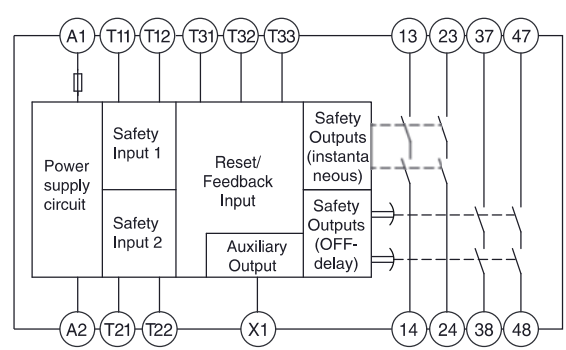 A1 T11 T12 T31 T32 T33 13 23 37 47
Power
supply
circuit
Safety
Input 1
Safety
Input 2
Reset/
Feedback
Input
Auxiliary
Output
Safety
Outputs
(instanta
neous)
Safety
Outputs
(OFF-
delay)
A2 T21 T22 X1 14 24 38 48